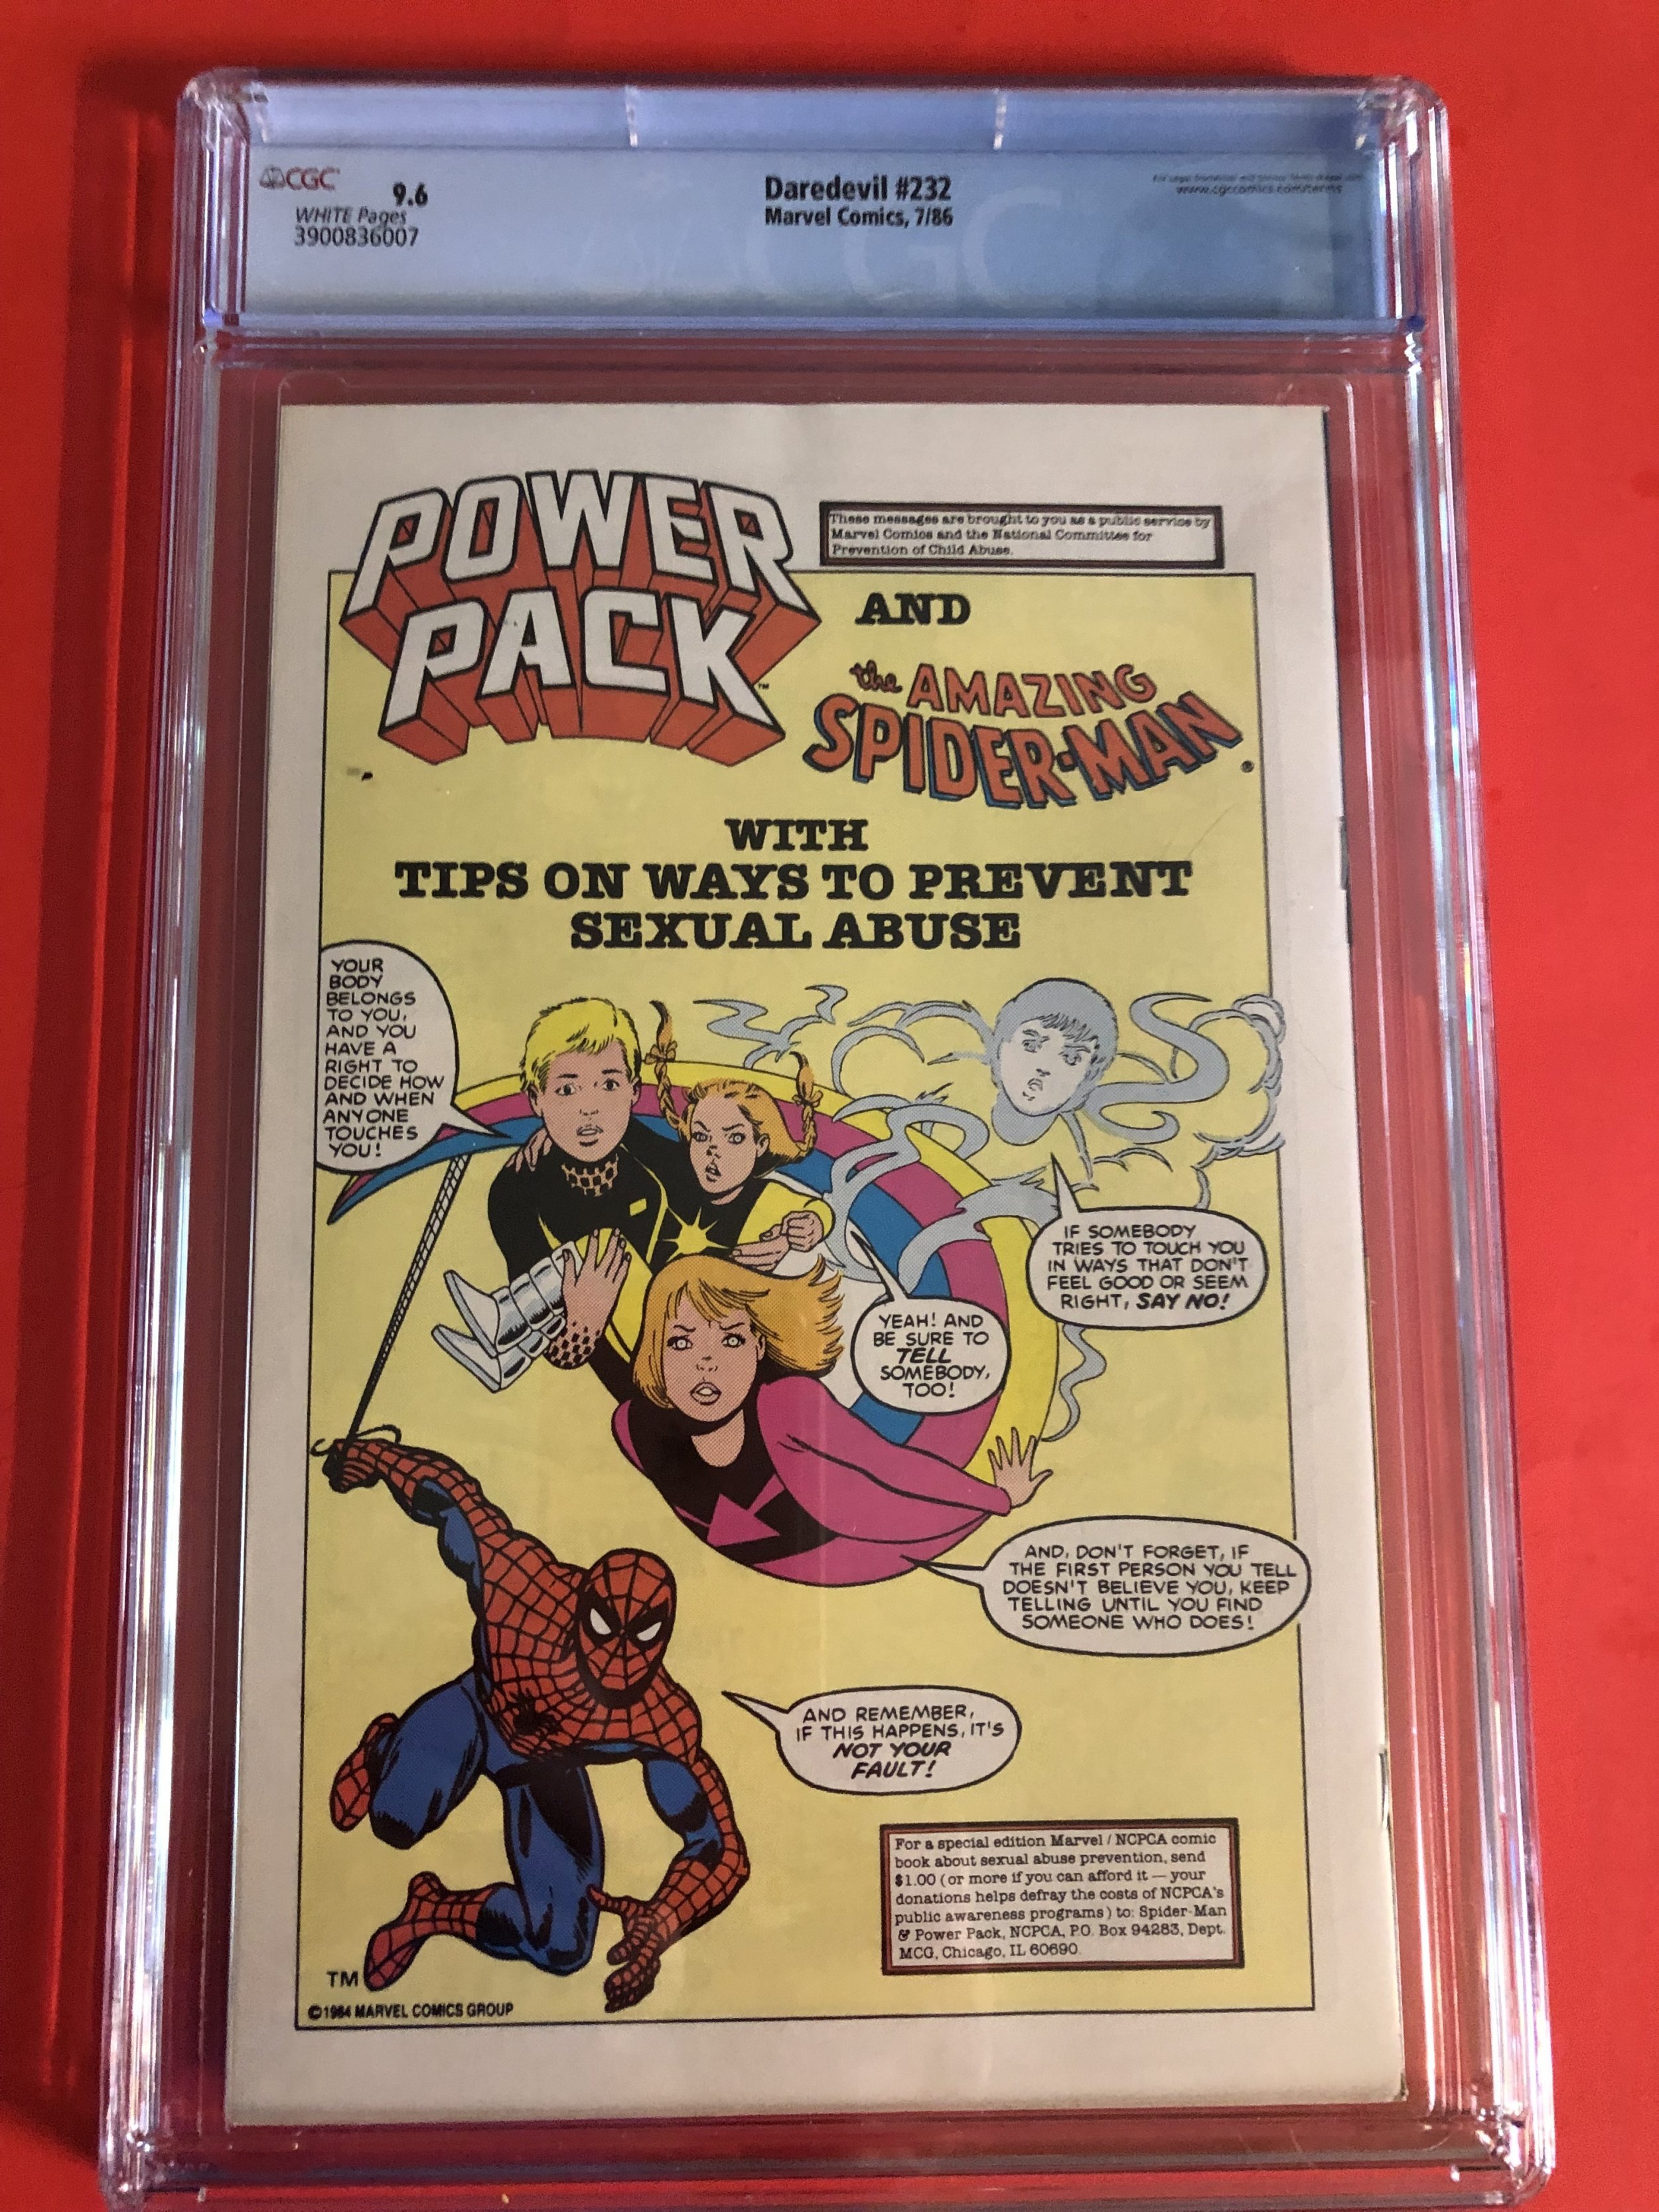 CGC
9.6
WHITE Pages
3900836007
Daredevil #232
Marvel Comics, 7/86
www.cgccomics.com/terms
CGC
POWER
PACK™
These messages are brought to you as a public service by
Marvel Comics and the National Committee for
Prevention of Child Abuse.
AND
the AMAZING
SPIDER-MAN®
WITH
TIPS ON WAYS TO PREVENT
SEXUAL ABUSE
YOUR
BODY
BELONGS
TO YOU,
AND YOU
HAVE A
RIGHT TO
DECIDE HOW
AND WHEN
ANYONE
TOUCHES
YOU!
IF SOMEBODY
TRIES TO TOUCH YOU
IN WAYS THAT DON'T
FEEL GOOD OR SEEM
RIGHT, SAY NO!
YEAH! AND
BE SURE TO
TELL
SOMEBODY,
TOO!
AND, DON'T FORGET, IF
THE FIRST PERSON YOU TELL
DOESN'T BELIEVE YOU, KEEP
TELLING UNTIL YOU FIND
SOMEONE WHO DOES!
AND REMEMBER,
IF THIS HAPPENS, IT'S
NOT YOUR
FAULT!
For a special edition Marvel / NCPCA comic
book about sexual abuse prevention, send
$1.00 (or more if you can afford it — your
donations helps defray the costs of NCPCA's
public awareness programs) to: Spider-Man
& Power Pack, NCPCA, P.O. Box 94283, Dept.
MCG, Chicago, IL 60690.
TM
©1984 MARVEL COMICS GROUP